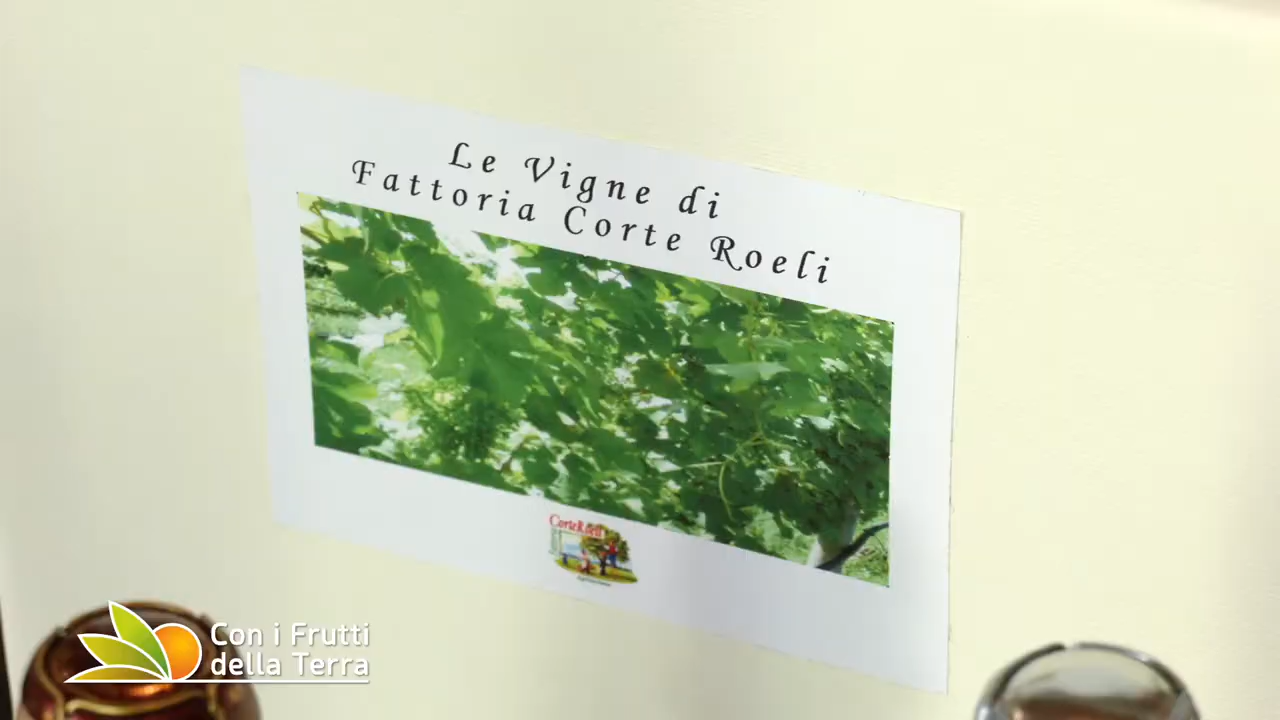 Le Vigne di
Fattoria Corte Roeli
CorteRoeli
Con i Frutti
della Terra